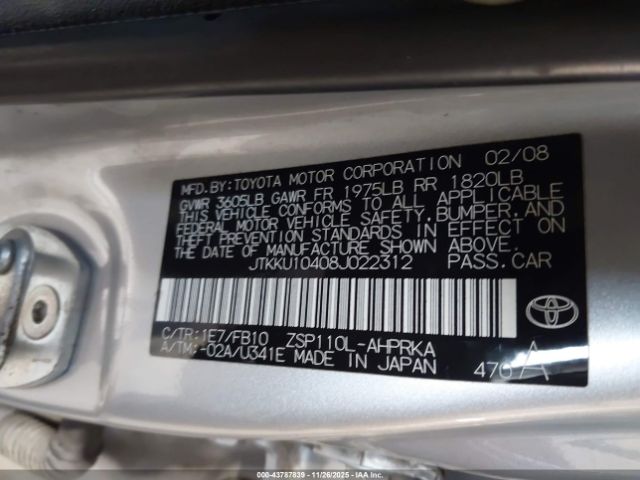 MFD.BY:TOYOTA MOTOR CORPORATION 02/08
GVWR 3605LB GAWR FR 1975LB RR 1820LB
THIS VEHICLE CONFORMS TO ALL APPLICABLE
FEDERAL MOTOR VEHICLE SAFETY,BUMPER,AND
THEFT PREVENTION STANDARDS IN EFFECT ON
THE DATE OF MANUFACTURE SHOWN ABOVE.
JTKKU10408J022312 PASS.CAR
C/TR:1E7/FB10 ZSP110L-AHPRKA
A/TM:-02A/U341E MADE IN JAPAN 470 A
TOYOTA
000-43787839 - 11/26/2025 - IAAI.COM